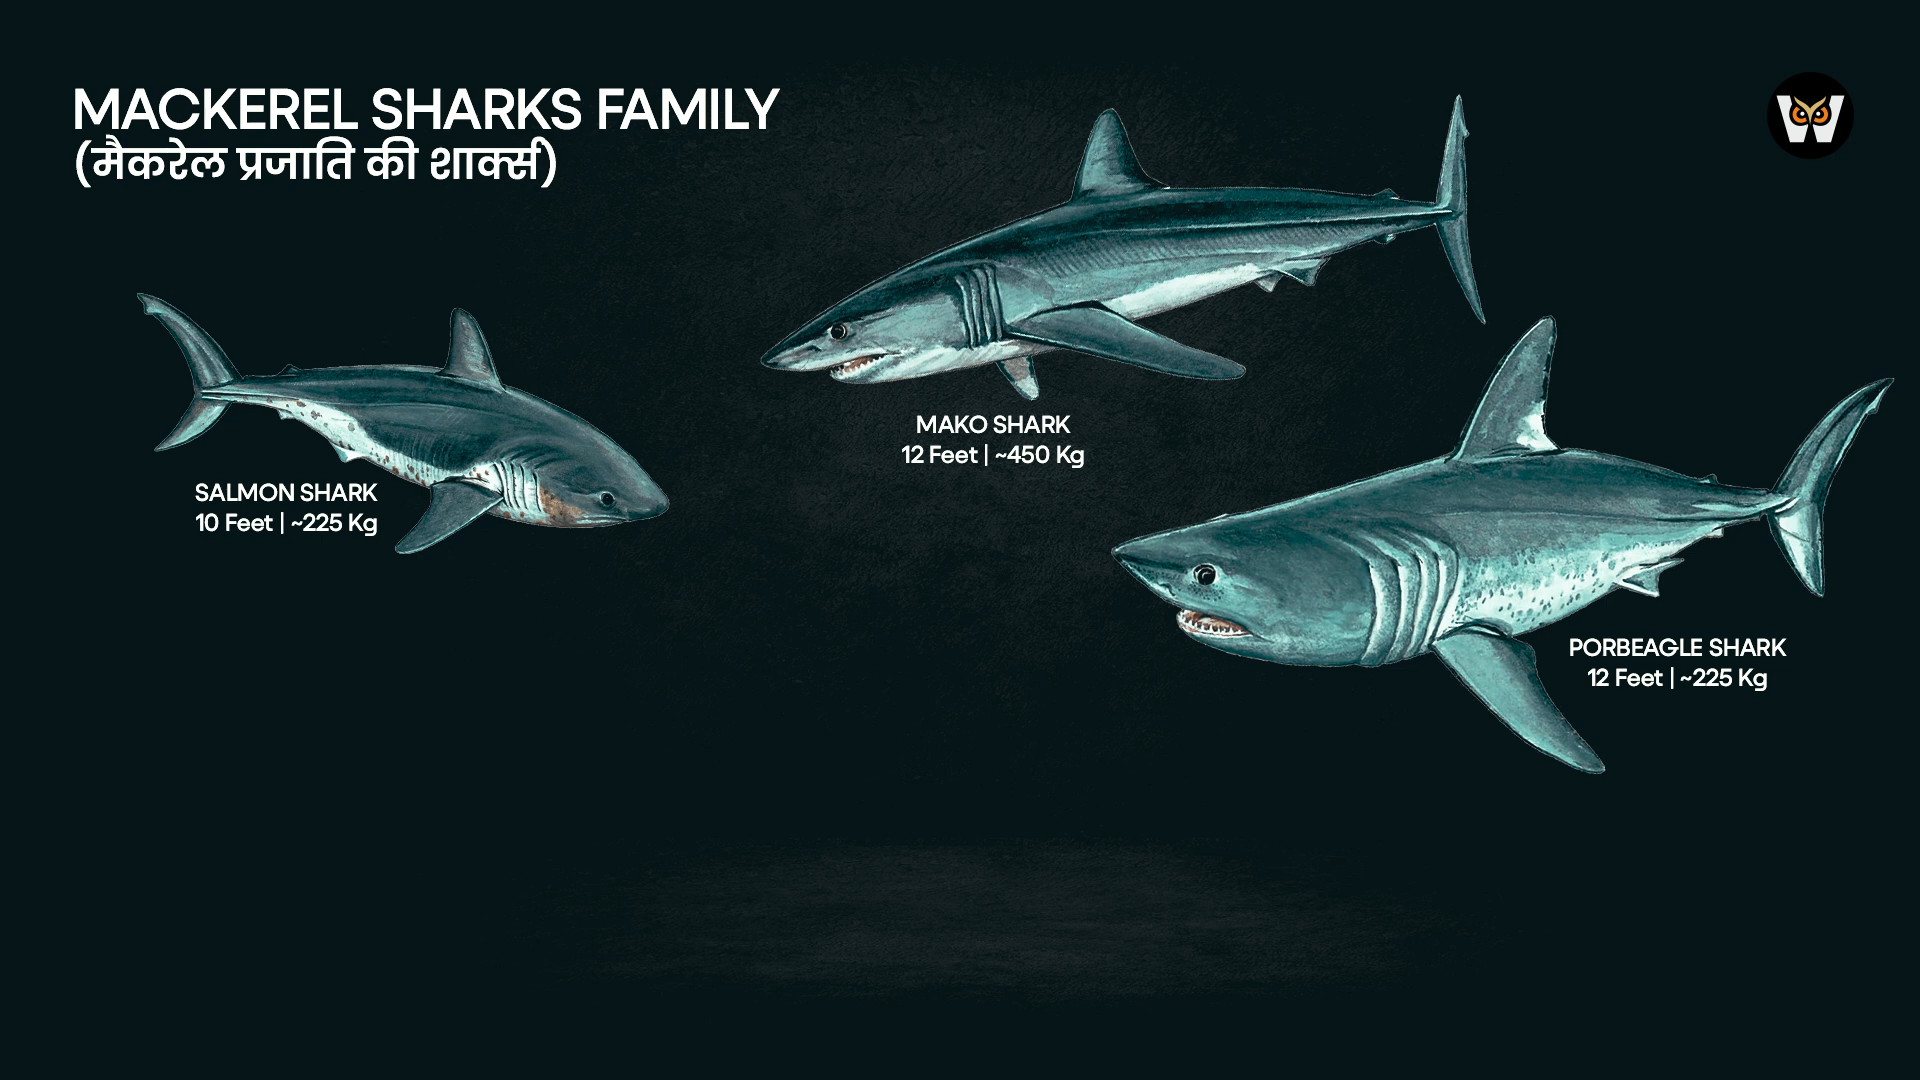 MACKEREL SHARKS FAMILY
(मैकरेल प्रजाति की शार्क्स)
W
MAKO SHARK
12 Feet | ~450 Kg
SALMON SHARK
10 Feet | ~225 Kg
PORBEAGLE SHARK
12 Feet | ~225 Kg